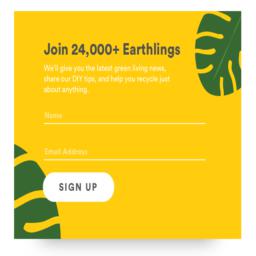 Join 24,000+ Earthlings
We'll give you the latest green living news,
share our DIY tips, and help you recycle just
about anything.
Name
Email Address
SIGN UP